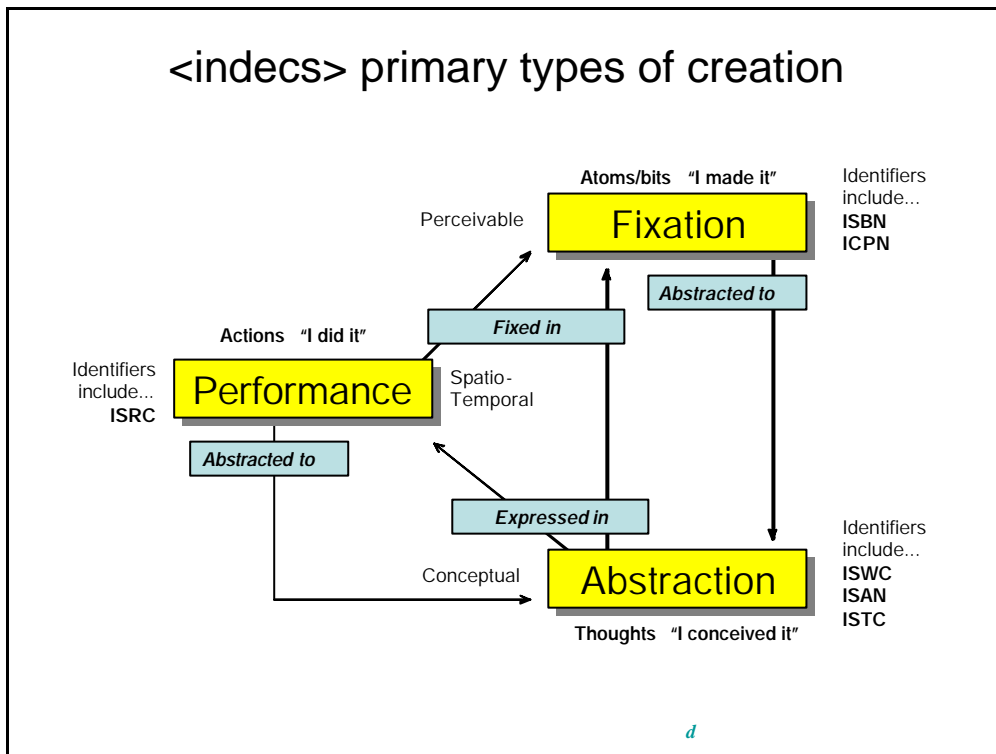 <indecs> primary types of creation
Atoms/bits “I made it”
Identifiers
include...
ISBN
ICPN
Perceivable
Fixation
Abstracted to
Fixed in
Actions “I did it”
Identifiers
include...
ISRC
Performance
Spatio-
Temporal
Abstracted to
Expressed in
Conceptual
Abstraction
Identifiers
include...
ISWC
ISAN
ISTC
Thoughts “I conceived it”
d